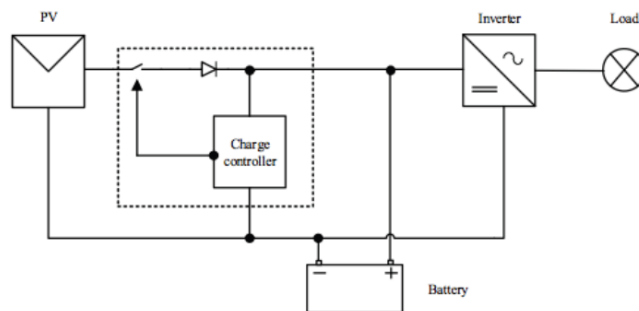 PV
Inverter
Load
Charge
controller
− +
Battery